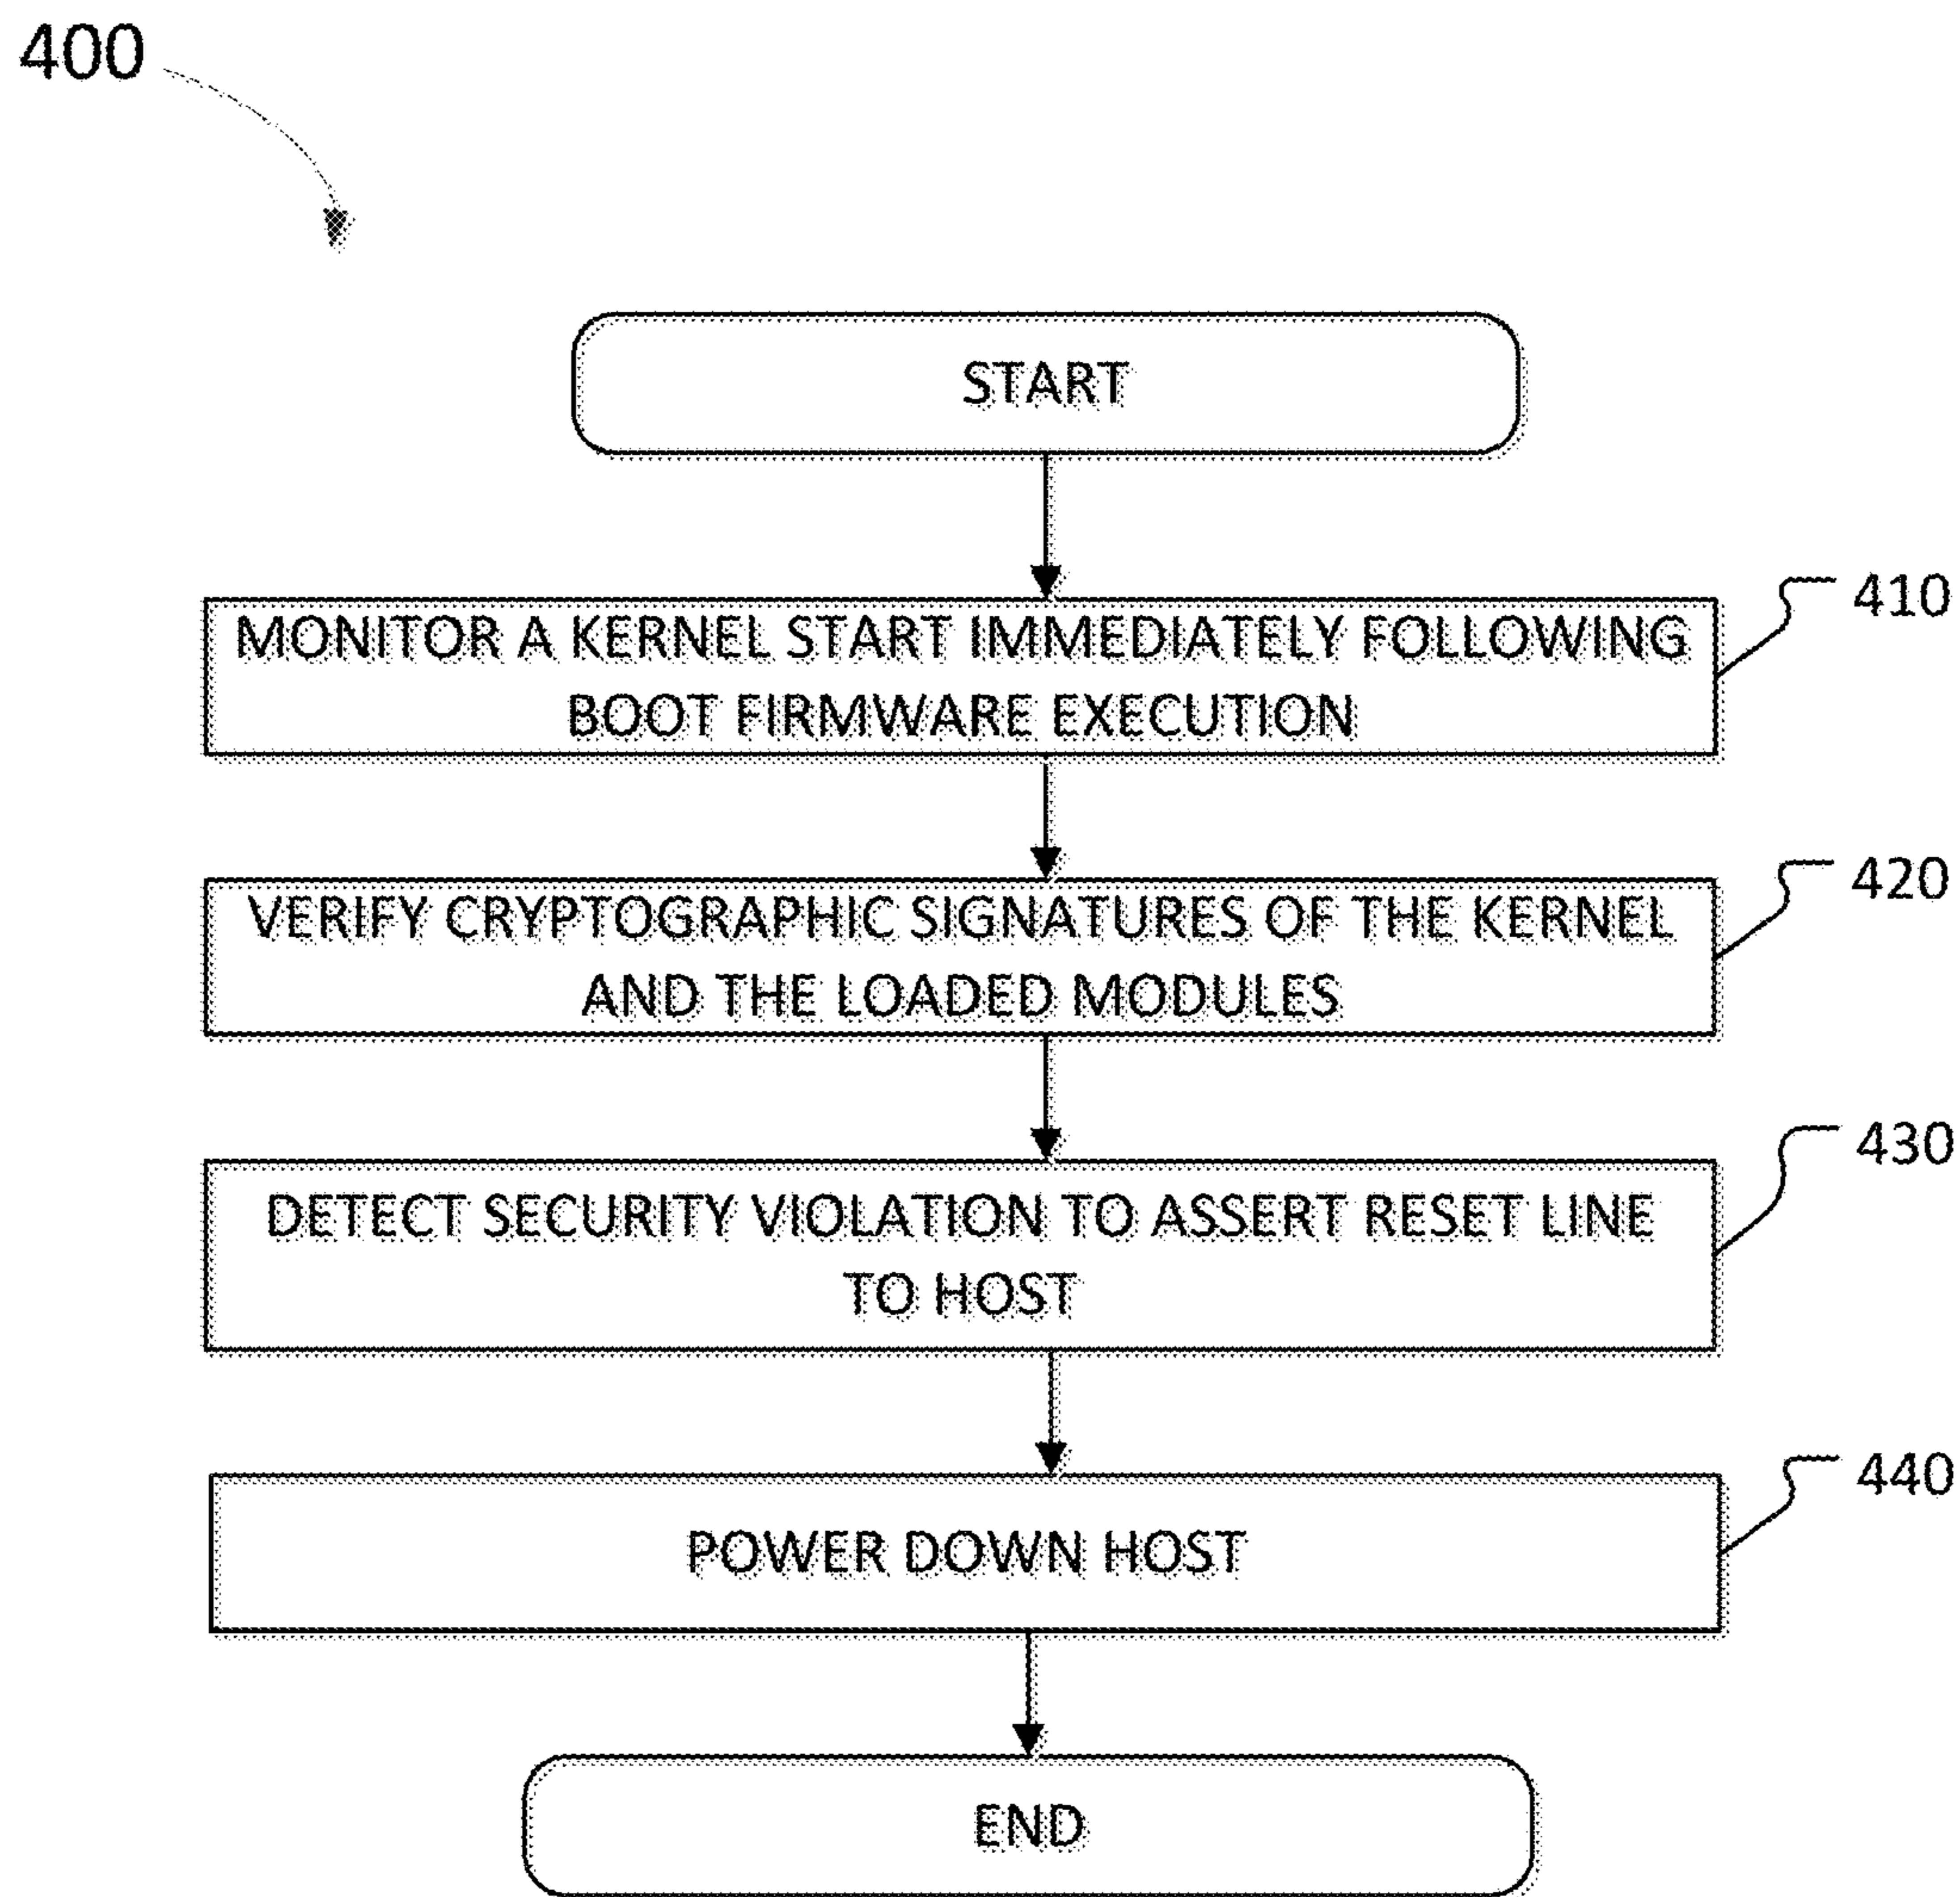 400
START
MONITOR A KERNEL START IMMEDIATELY FOLLOWING
BOOT FIRMWARE EXECUTION
410
VERIFY CRYPTOGRAPHIC SIGNATURES OF THE KERNEL
AND THE LOADED MODULES
420
DETECT SECURITY VIOLATION TO ASSERT RESET LINE
TO HOST
430
POWER DOWN HOST
440
END